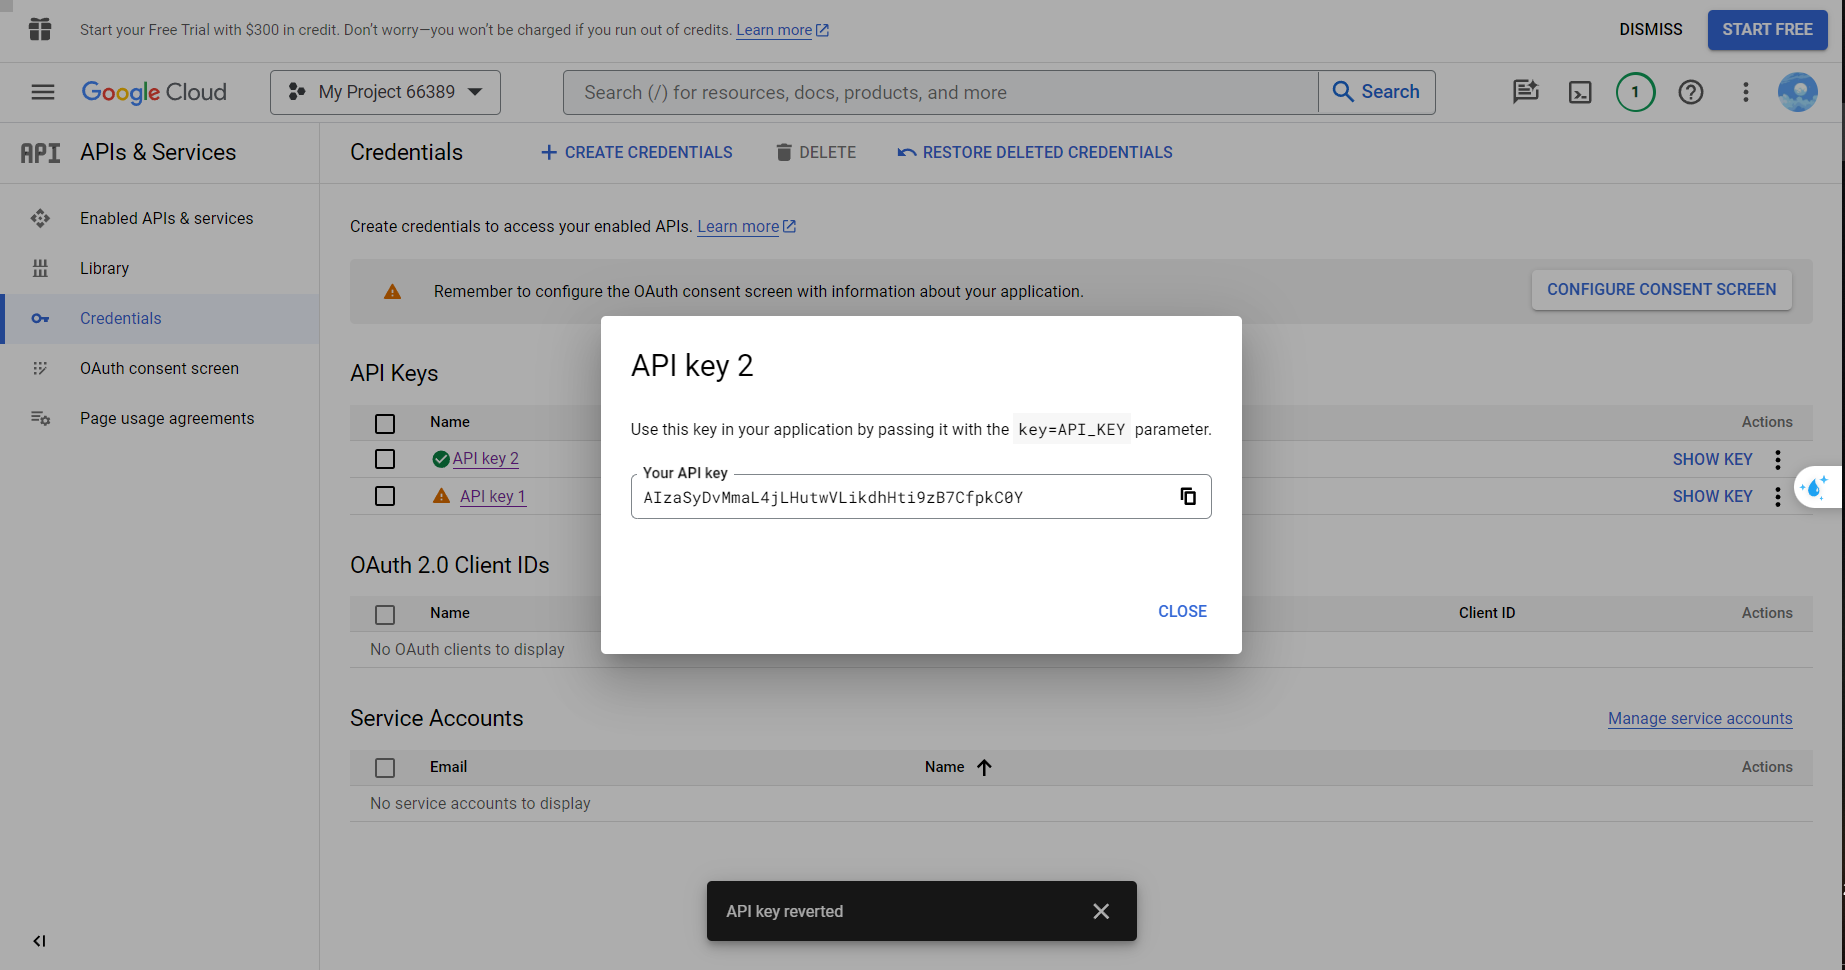 Start your Free Trial with $300 in credit. Don't worry—you won't be charged if you run out of credits. Learn more
DISMISS
START FREE
Google Cloud
My Project 66389
Search (/) for resources, docs, products, and more
Search
1
API
APIs & Services
Credentials
CREATE CREDENTIALS
DELETE
RESTORE DELETED CREDENTIALS
Enabled APIs & services
Library
Credentials
OAuth consent screen
Page usage agreements
Create credentials to access your enabled APIs. Learn more
Remember to configure the OAuth consent screen with information about your application.
CONFIGURE CONSENT SCREEN
API Keys
Name
Actions
API key 2
SHOW KEY
API key 1
SHOW KEY
API key 2
Use this key in your application by passing it with the key=API_KEY parameter.
Your API key
AIzaSyDvMmaL4jLHutwVLikdhHti9zB7CfpkC0Y
CLOSE
OAuth 2.0 Client IDs
Name
Client ID
Actions
No OAuth clients to display
Service Accounts
Manage service accounts
Email
Name
Actions
No service accounts to display
API key reverted